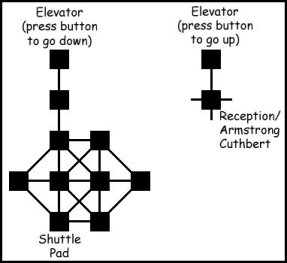 Elevator
(press button
to go down)
Elevator
(press button
to go up)
Reception/
Armstrong
Cuthbert
Shuttle
Pad